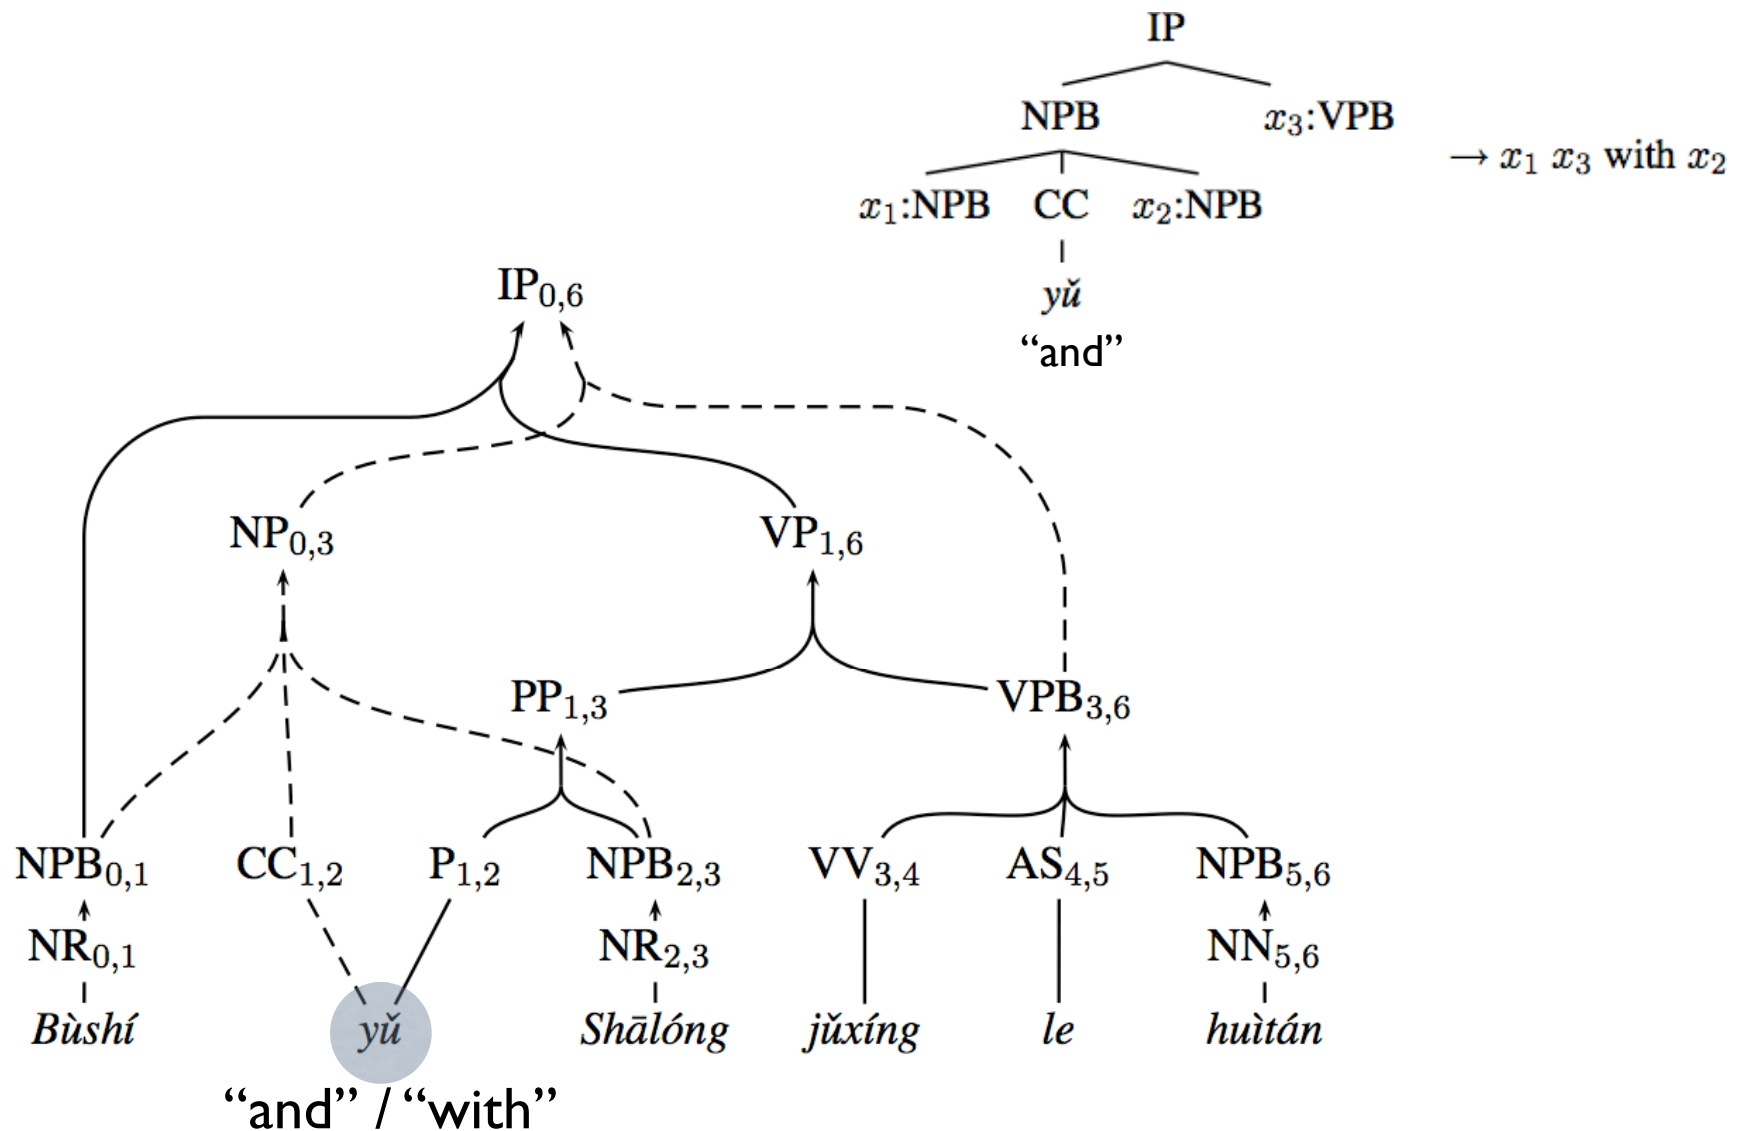 IP
NPB x₃:VPB
→ x₁ x₃ with x₂
x₁:NPB CC x₂:NPB
yǔ
“and”
IP₀,₆
NP₀,₃ VP₁,₆
PP₁,₃ VPB₃,₆
NPB₀,₁ CC₁,₂ P₁,₂ NPB₂,₃ VV₃,₄ AS₄,₅ NPB₅,₆
NR₀,₁ NR₂,₃ NN₅,₆
Bùshí yǔ Shālóng jǔxíng le huìtán
“and” / “with”